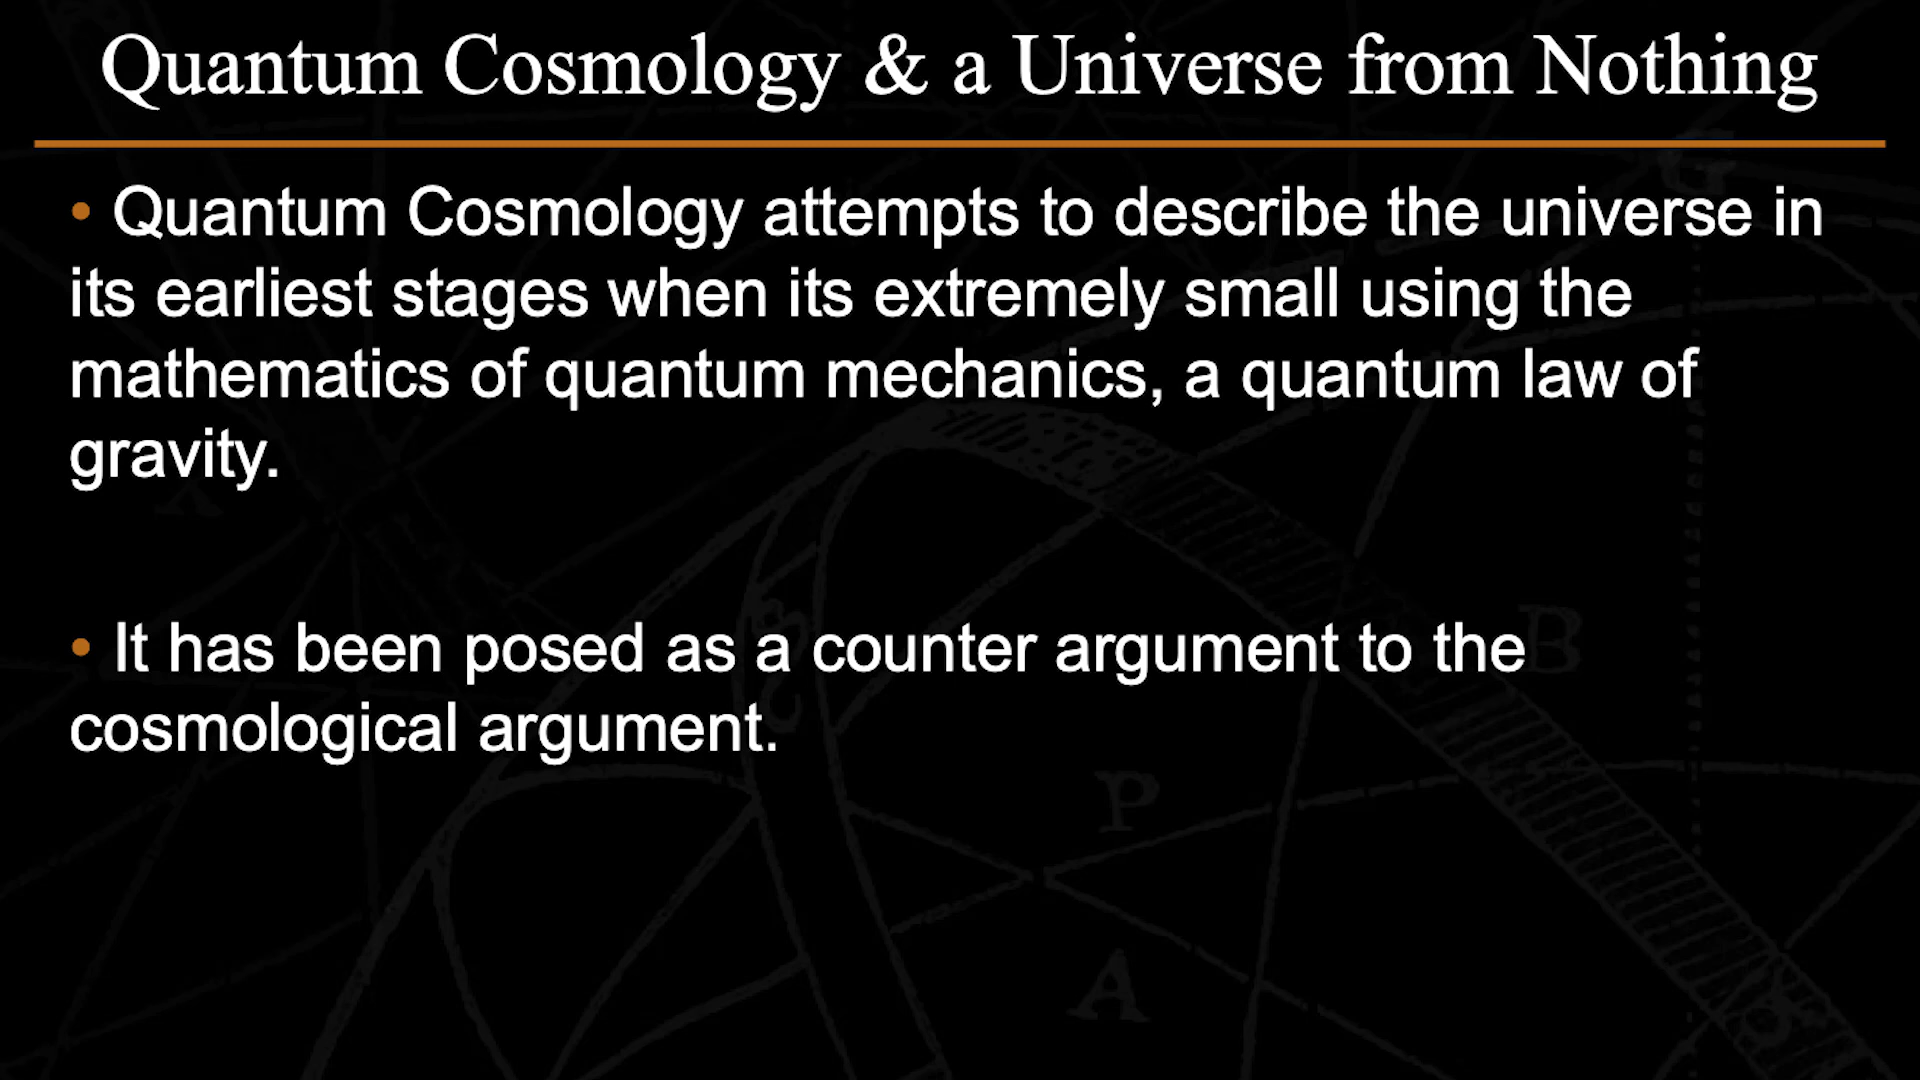 Quantum Cosmology & a Universe from Nothing
• Quantum Cosmology attempts to describe the universe in
its earliest stages when its extremely small using the
mathematics of quantum mechanics, a quantum law of
gravity.
• It has been posed as a counter argument to the
cosmological argument.
B
P
A